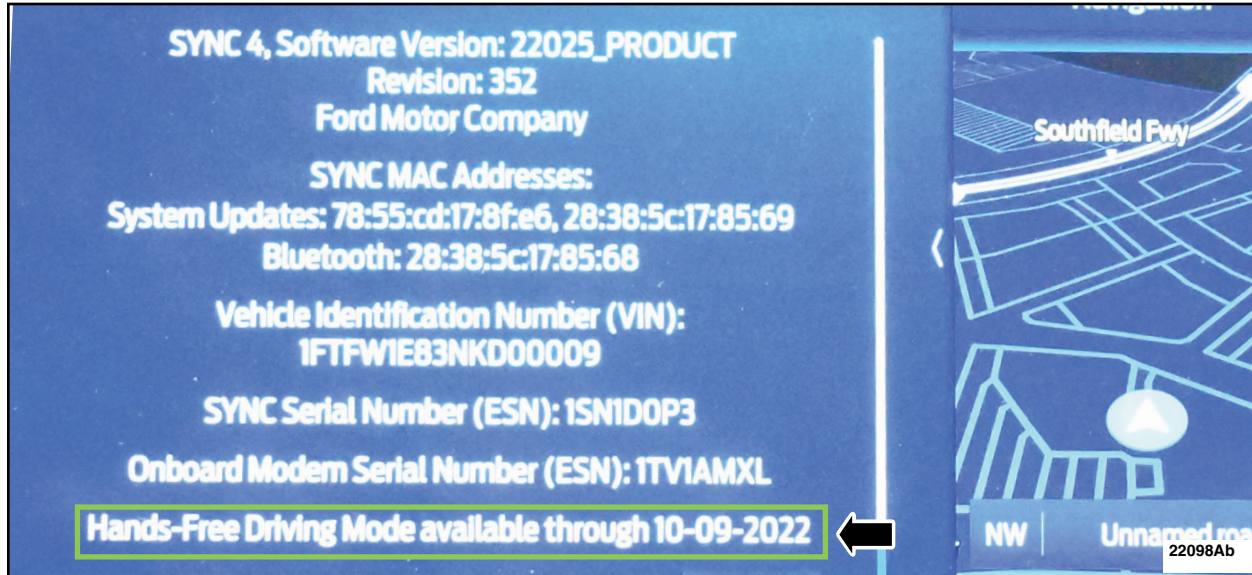 SYNC 4, Software Version: 22025_PRODUCT
Revision: 352
Ford Motor Company
SYNC MAC Addresses:
System Updates: 78:55:cd:17:8f:e6, 28:38:5c:17:85:69
Bluetooth: 28:38:5c:17:85:68
Vehicle Identification Number (VIN):
1FTFW1E83NKD00009
SYNC Serial Number (ESN): 1SN1D0P3
Onboard Modem Serial Number (ESN): 1TV1AMXL
Hands-Free Driving Mode available through 10-09-2022
Southfield Fwy
NW
Unnamed
22098Ab